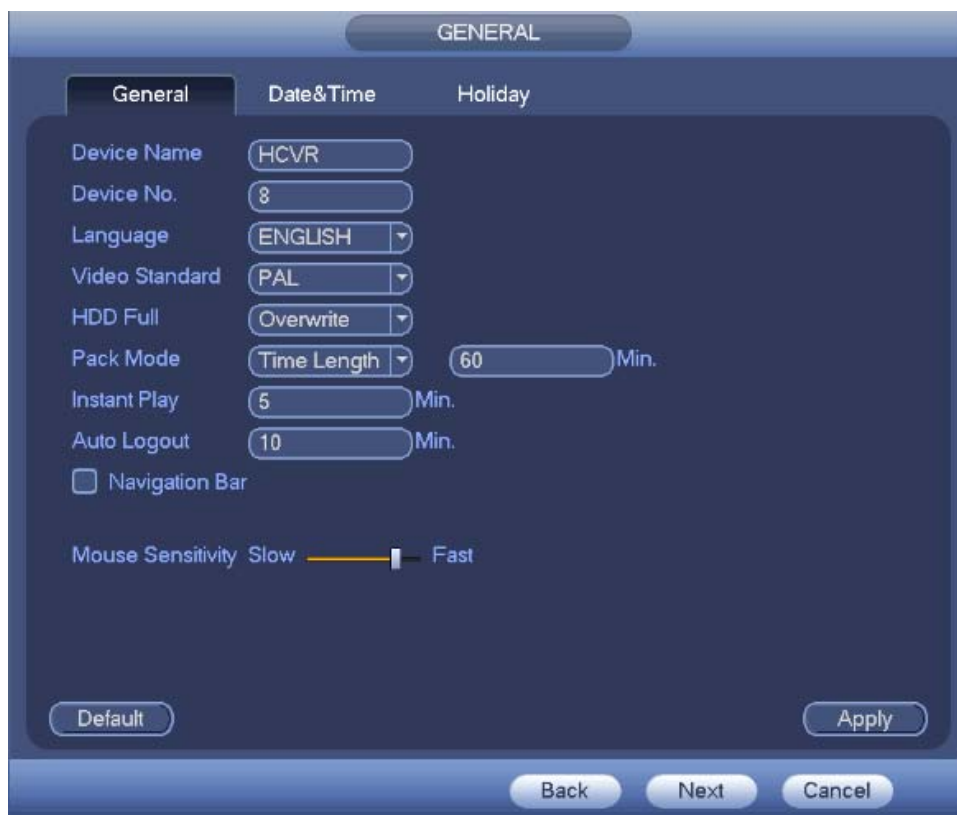 GENERAL
General Date&Time Holiday
Device Name HCVR
Device No. 8
Language ENGLISH
Video Standard PAL
HDD Full Overwrite
Pack Mode Time Length 60 Min.
Instant Play 5 Min.
Auto Logout 10 Min.
Navigation Bar
Mouse Sensitivity Slow Fast
Default Apply
Back Next Cancel